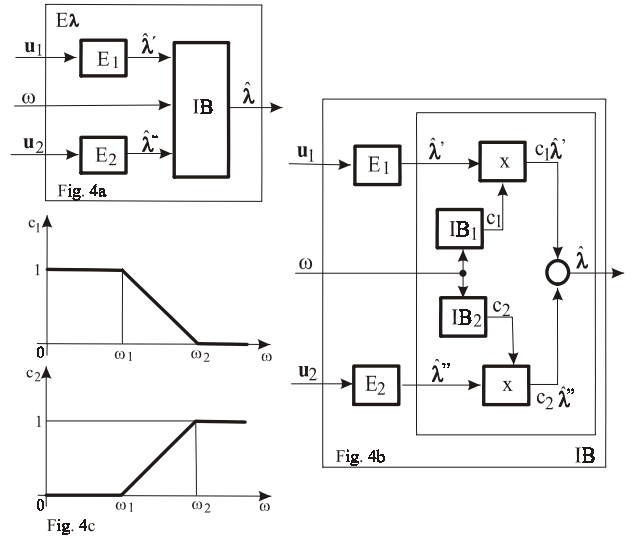 Eλ
u1
E1
λ̂′
ω
IB
λ̂
u2
E2
λ̂″
Fig. 4a
c1
1
0
ω1
ω2
ω
c2
1
0
ω1
ω2
ω
Fig. 4c
u1
E1
λ̂'
x
c1λ̂'
IB1
c1
ω
λ̂
IB2
c2
u2
E2
λ̂''
x
c2 λ̂''
Fig. 4b
IB